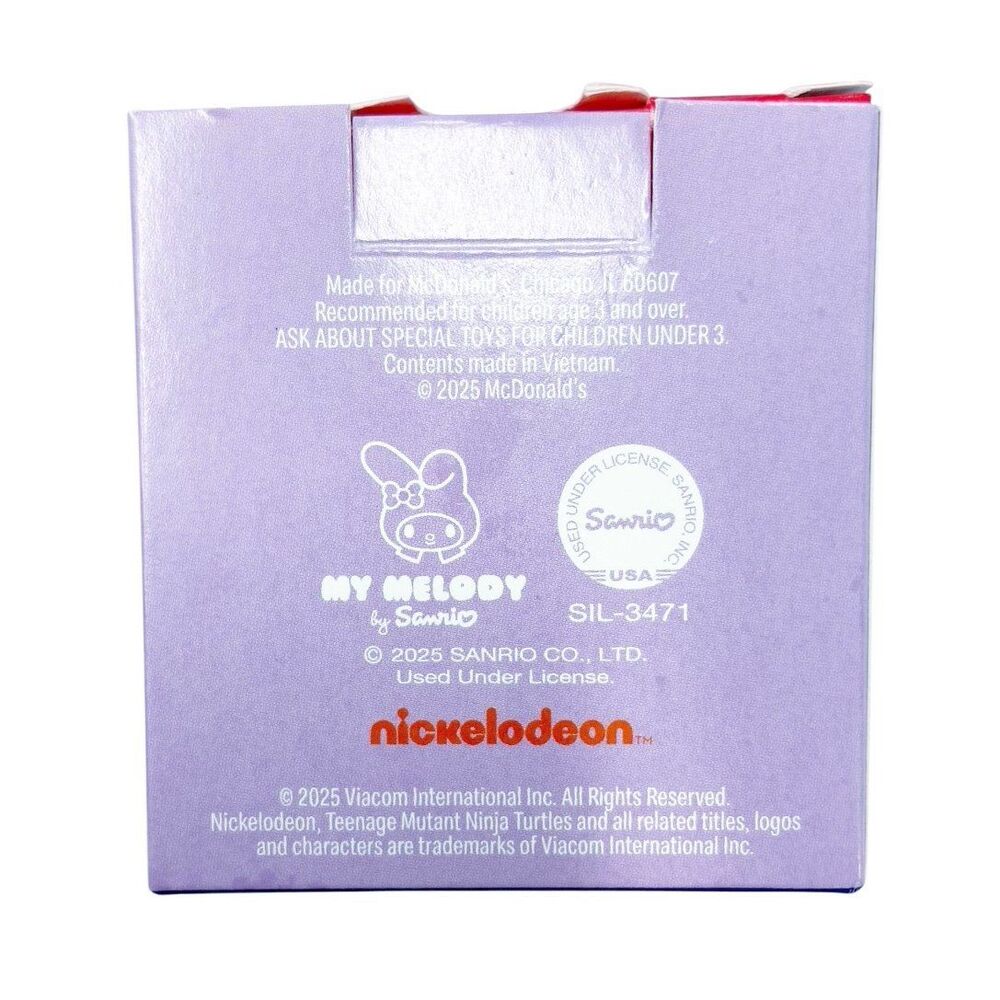 Made for McDonald's, Chicago, IL 60607
Recommended for children age 3 and over.
ASK ABOUT SPECIAL TOYS FOR CHILDREN UNDER 3.
Contents made in Vietnam.
© 2025 McDonald's
MY MELODY
by Sanrio
USED UNDER LICENSE. SANRIO, INC.
Sanrio
USA
SIL-3471
© 2025 SANRIO CO., LTD.
Used Under License.
nickelodeon™
© 2025 Viacom International Inc. All Rights Reserved.
Nickelodeon, Teenage Mutant Ninja Turtles and all related titles, logos
and characters are trademarks of Viacom International Inc.